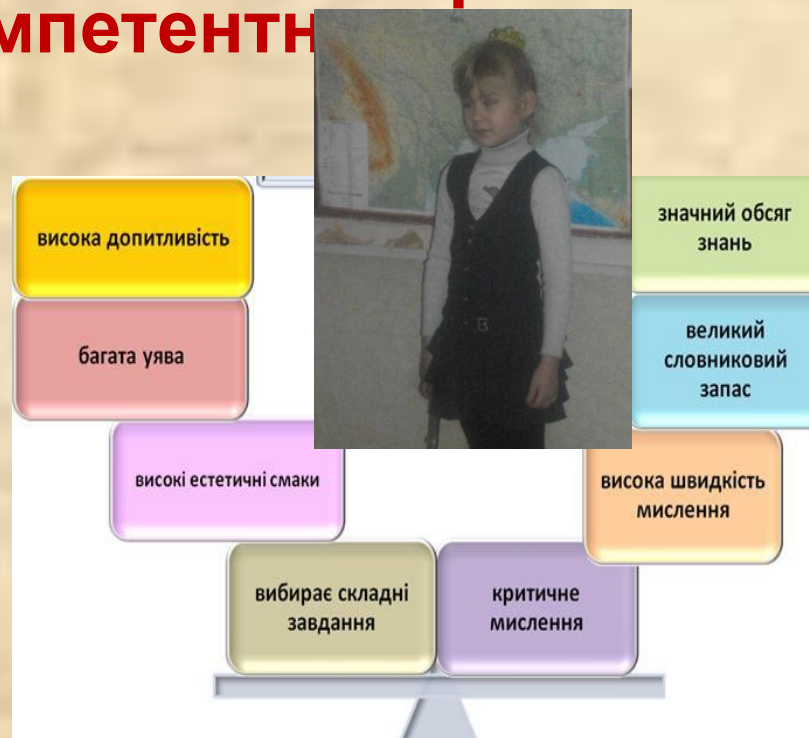 мпетентн
висока допитливість
значний обсяг
знань
багата уява
великий
словниковий
запас
високі естетичні смаки
висока швидкість
мислення
вибирає складні
завдання
критичне
мислення